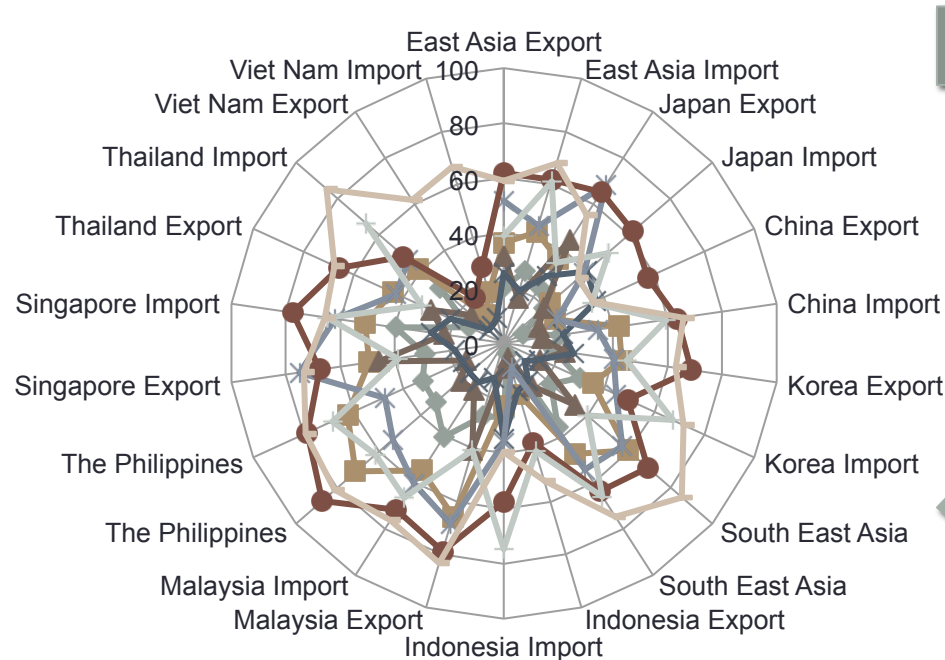 East Asia Export
Viet Nam Import
100
East Asia Import
Viet Nam Export
Japan Export
80
Thailand Import
Japan Import
60
Thailand Export
China Export
40
20
Singapore Import
China Import
0
Singapore Export
Korea Export
The Philippines
Korea Import
The Philippines
South East Asia
Malaysia Import
South East Asia
Malaysia Export
Indonesia Export
Indonesia Import